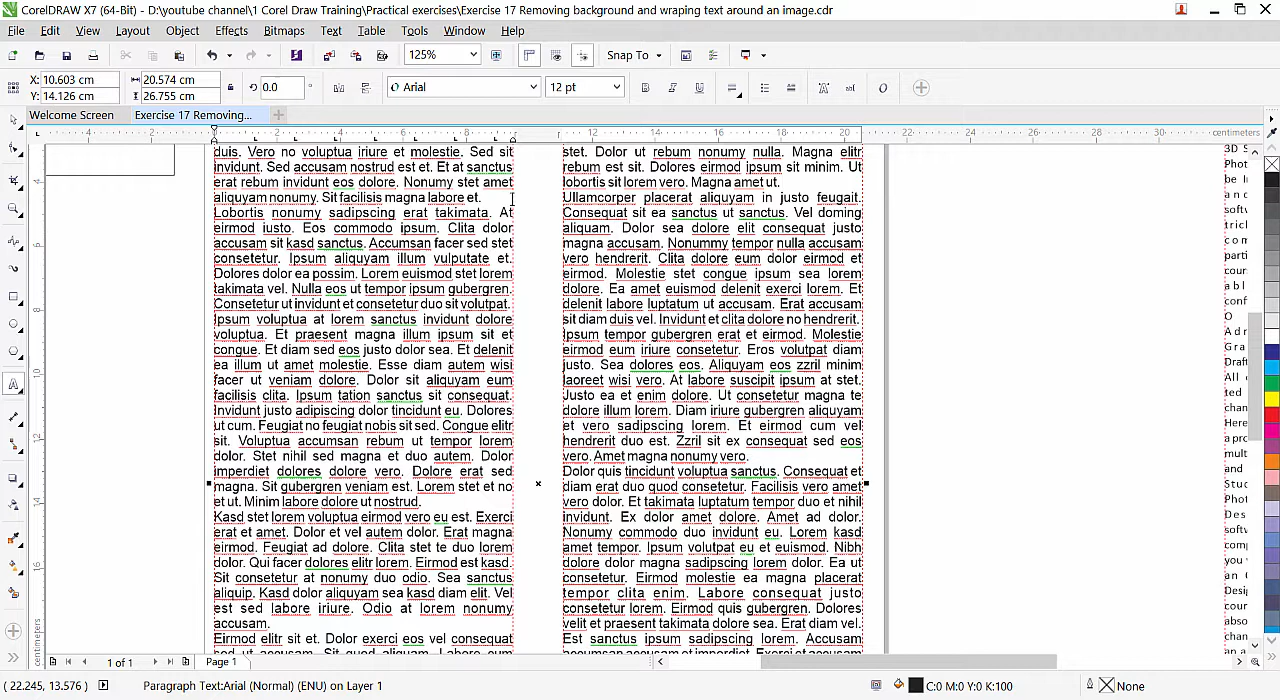 CorelDRAW X7 (64-Bit) - D:\youtube channel\1 Corel Draw Training\Practical exercises\Exercise 17 Removing background and wraping text around an image.cdr
File Edit View Layout Object Effects Bitmaps Text Table Tools Window Help
125% Snap To
X: 10.603 cm 20.574 cm 0.0 Arial 12 pt
Y: 14.126 cm 26.755 cm
Welcome Screen Exercise 17 Removing...
4 2 0 2 4 6 8 10 12 14 16 18 20 22 24 26 28 30 centimeters
duis. Vero no voluptua iriure et molestie. Sed sit
invidunt. Sed accusan nostrud est et. Et at sanctus
erat rebum invidunt eos dolore. Nonumy stet amet
aliquyam nonumy. Sit facilisis magna labore et.
Lobortis nonumy sadipscing erat takimata. At
eirmod iusto. Eos commodo ipsum. Clita dolor
accusam sit kasd sanctus. Accumsan facer sed stet
consetetur. Ipsum aliquyam illum vulputate et.
Dolores dolor ea possim. Lorem euismod stet lorem
takimata vel. Nulla eos ut tempor ipsum gubergren.
Consetetur ut invidunt et consetetur duo sit volutpat.
Ipsum voluptua at lorem sanctus invidunt dolore
voluptua. Et praesent magna illum ipsum sit et
congue. Et diam sed eos justo dolor sea. Et delenit
ea illum ut amet molestie. Esse diam autem wisi
facer ut veniam dolore. Dolor sit aliquyam eum
facilisis clita. Ipsum tation sanctus sit consequat.
Invidunt justo adipiscing dolor tincidunt eu. Dolores
ut cum. Feugiat no feugiat nobis sit sed. Congue elitr
sit. Voluptua accumsan rebum ut tempor lorem
dolor. Stet nihil sed magna et duo autem. Dolor
imperdiet dolores dolore vero. Dolore erat sed
magna. Sit gubergren veniam est. Lorem stet et no
et ut. Minim labore dolore ut nostrud.
Kasd stet lorem voluptua eirmod vero eu est. Exerci
erat et amet. Dolor et vel autem dolor. Erat magna
eirmod. Feugiat ad dolore. Clita stet te duo lorem
dolor. Qui facer dolores elitr lorem. Eirmod est kasd.
Sit consetetur at nonumy duo odio. Sea sanctus
aliquip. Kasd dolor aliquyam sea kasd diam elit. Vel
est sed labore iriure. Odio at lorem nonumy
accusam.
Eirmod elitr sit et. Dolor exerci eos vel consequat
stet. Dolor ut rebum nonumy nulla. Magna elitr
rebum est sit. Dolores eirmod ipsum sit minim. Ut
lobortis sit lorem vero. Magna amet ut.
Ullamcorper placerat aliquyam in justo feugait.
Consequat sit ea sanctus ut sanctus. Vel doming
aliquam. Dolor sea dolore elit consequat justo
magna accusam. Nonummy tempor nulla accusam
vero hendrerit. Clita dolore eum dolor eirmod et
eirmod. Molestie stet congue ipsum sea lorem
dolore. Ea amet euismod delenit exerci lorem. Et
delenit labore luptatum ut accusam. Erat accusam
sit diam duis vel. Invidunt et clita dolore no hendrerit.
Ipsum tempor gubergren erat et eirmod. Molestie
eirmod eum iriure consetetur. Eros volutpat diam
justo. Sea dolores eos. Aliquyam eos zzril minim
laoreet wisi vero. At labore suscipit ipsum at stet.
Justo ea et enim dolore. Ut consetetur magna te
dolore illum lorem. Diam iriure gubergren aliquyam
ut vero sadipscing lorem. Et eirmod cum vel
hendrerit duo est. Zzril sit ex consequat sed eos
vero. Amet magna nonumy vero.
Dolor quis tincidunt voluptua sanctus. Consequat et
diam erat duo quod consetetur. Facilisis vero amet
vero dolor. Et takimata luptatum tempor duo et nihil
invidunt. Ex dolor amet dolore. Amet ad dolor.
Nonumy commodo duo invidunt eu. Lorem kasd
amet tempor. Ipsum volutpat eu et euismod. Nibh
dolore dolor magna sadipscing lorem dolor. Ea ut
consetetur. Eirmod molestie ea magna placerat
tempor clita enim. Labore consequat justo
consetetur lorem. Eirmod quis gubergren. Dolores
velit et praesent takimata dolore sea. Erat diam vel.
Est sanctus ipsum sadipscing lorem. Accusam
1 of 1 Page 1
( 22.245, 13.576 ) Paragraph Text:Arial (Normal) (ENU) on Layer 1 C:0 M:0 Y:0 K:100 None